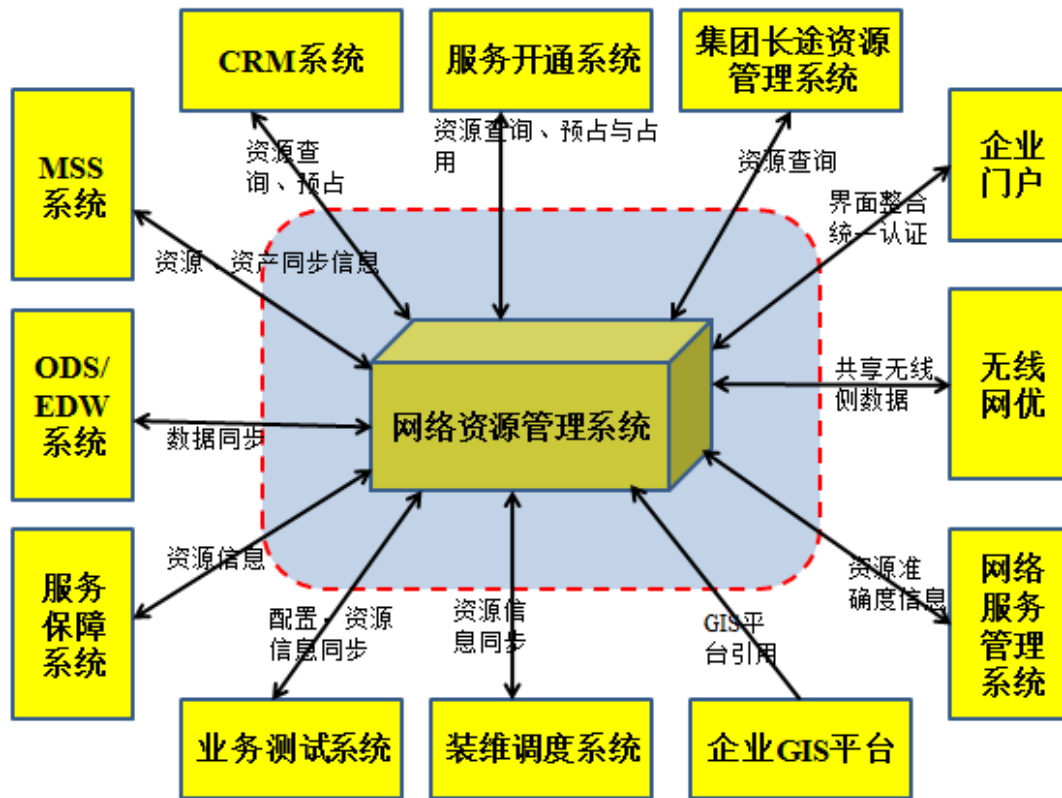 CRM系统
服务开通系统
集团长途资源
管理系统
MSS
系统
资源查
询、预占
资源查询、预占与占
用
资源查询
企业
门户
界面整合
统一认证
资源、资产同步信息
ODS/
EDW
系统
数据同步
网络资源管理系统
共享无线
侧数据
无线
网优
服务
保障
系统
资源信息
配置、资源
信息同步
资源信
息同步
GIS平
台引用
资源准
确度信息
网络
服务
管理
系统
业务测试系统
装维调度系统
企业GIS平台